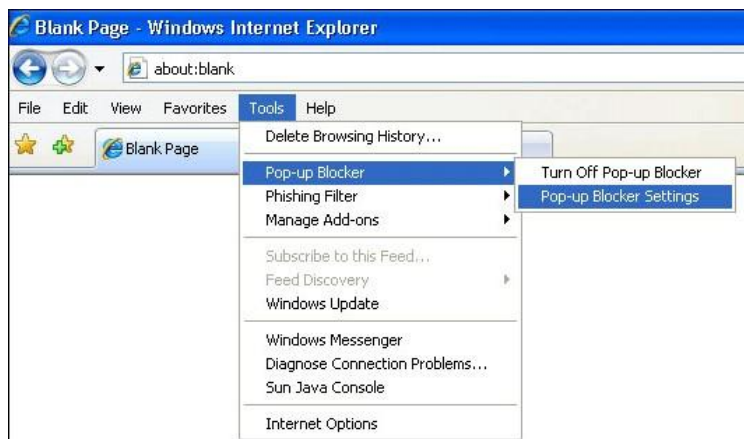 Blank Page - Windows Internet Explorer
about:blank
File Edit View Favorites Tools Help
Blank Page
Delete Browsing History...
Pop-up Blocker
Turn Off Pop-up Blocker
Phishing Filter
Pop-up Blocker Settings
Manage Add-ons
Subscribe to this Feed...
Feed Discovery
Windows Update
Windows Messenger
Diagnose Connection Problems...
Sun Java Console
Internet Options